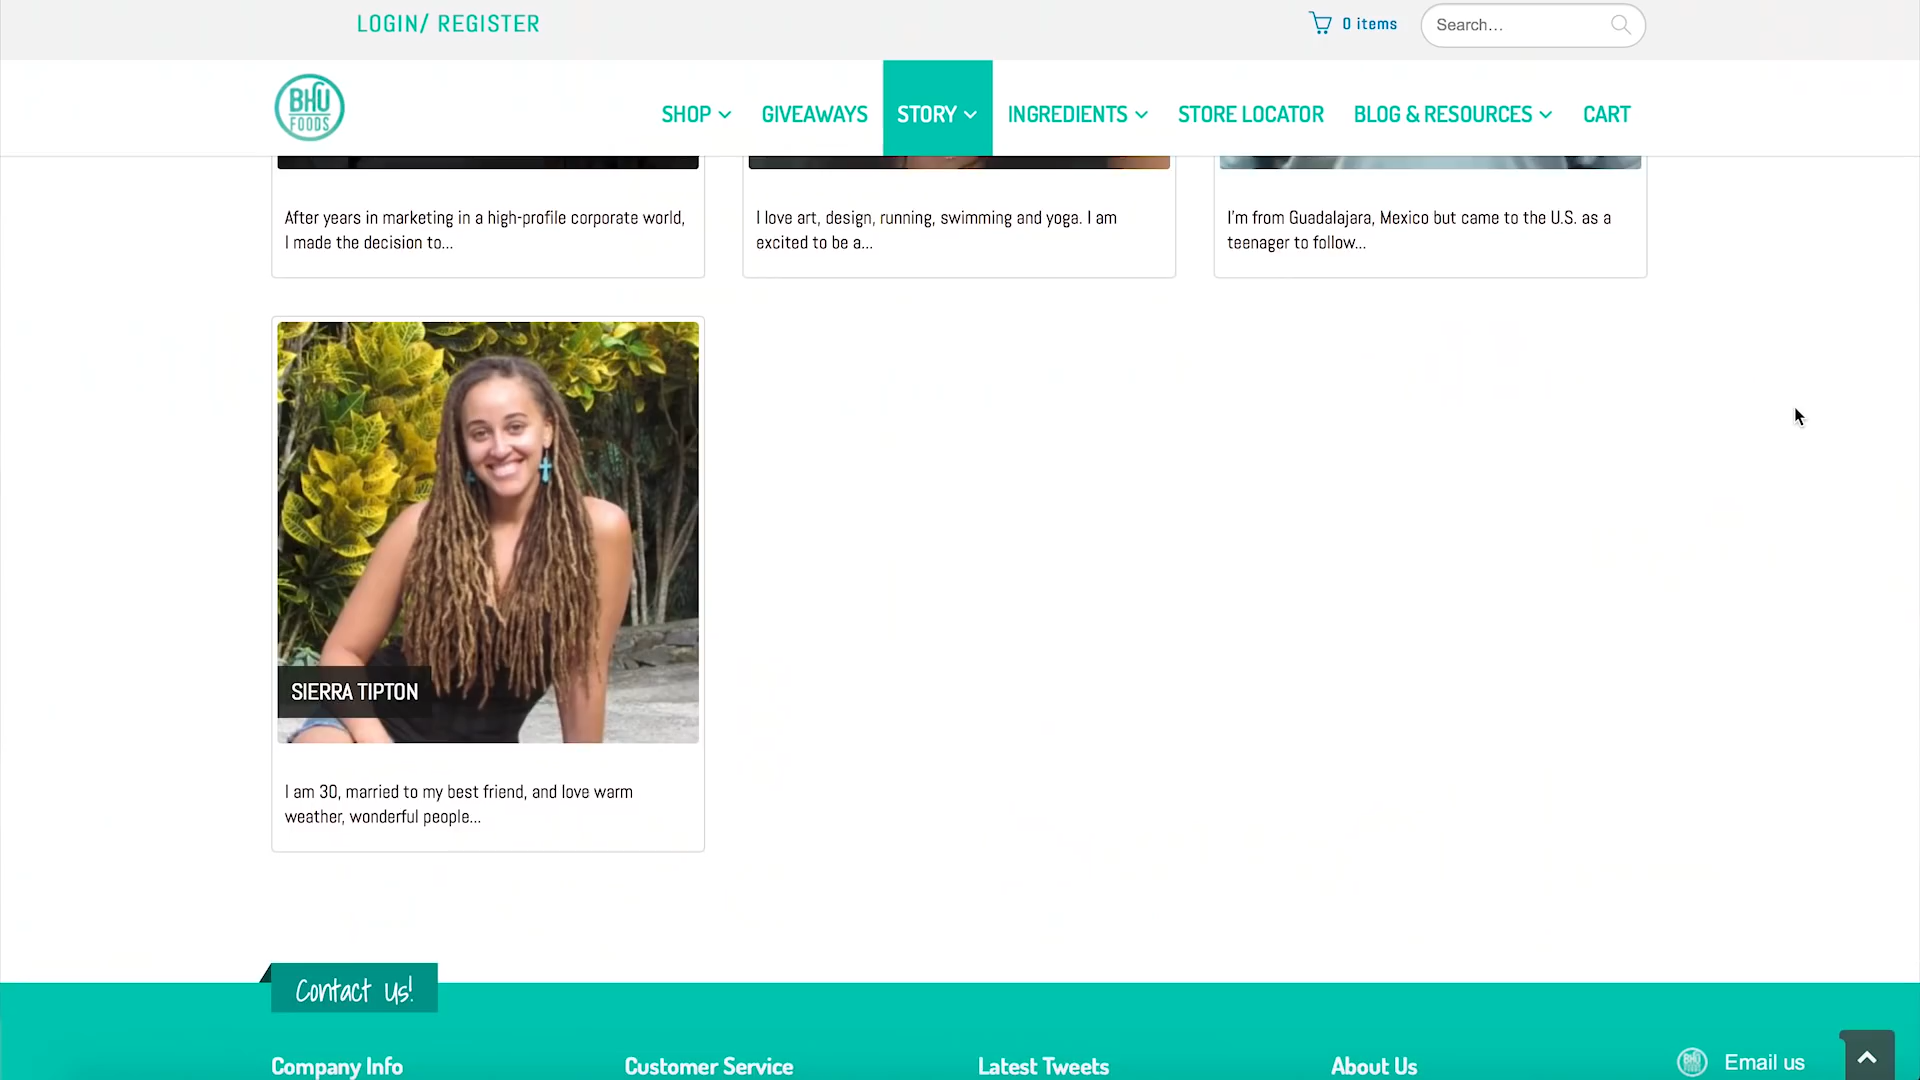 LOGIN/ REGISTER
0 items
Search...
BHU
FOODS
SHOP
GIVEAWAYS
STORY
INGREDIENTS
STORE LOCATOR
BLOG & RESOURCES
CART
After years in marketing in a high-profile corporate world,
I made the decision to...
I love art, design, running, swimming and yoga. I am
excited to be a...
I'm from Guadalajara, Mexico but came to the U.S. as a
teenager to follow...
SIERRA TIPTON
I am 30, married to my best friend, and love warm
weather, wonderful people...
Contact Us!
Company Info
Customer Service
Latest Tweets
About Us
BHU
FOODS
Email us